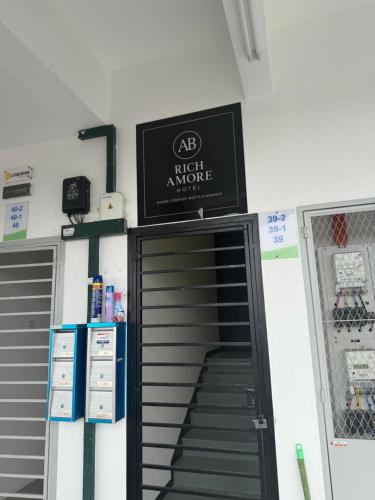 AB
RICH
AMORE
HOTEL
WHERE COMFORT MEETS ELEGANCE
40-2
40-1
40
39-2
39-1
39